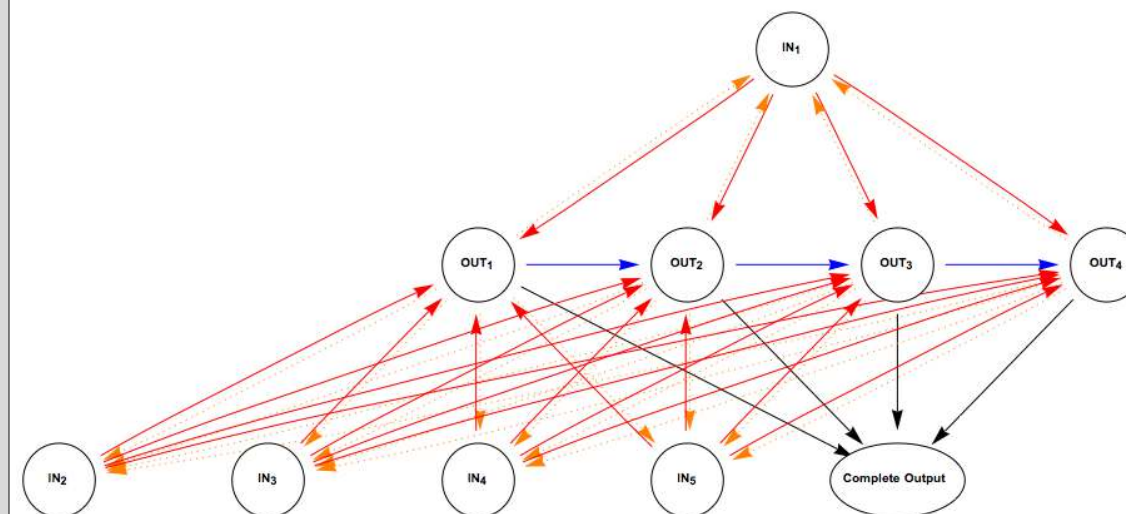 IN₁
OUT₁ OUT₂ OUT₃ OUT₄
IN₂ IN₃ IN₄ IN₅ Complete Output